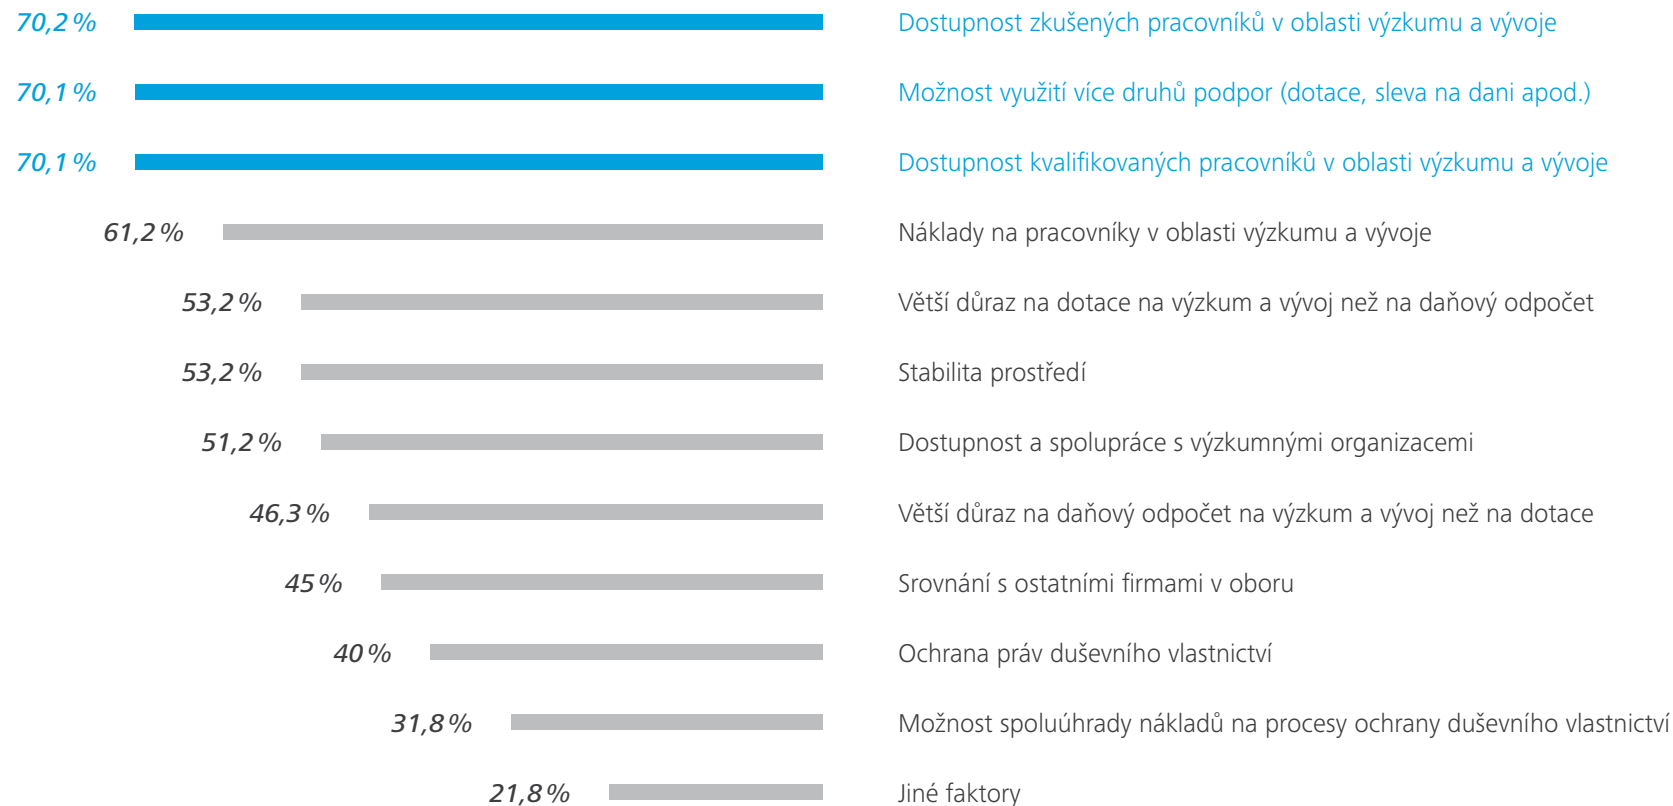 70,2 % Dostupnost zkušených pracovníků v oblasti výzkumu a vývoje
70,1 % Možnost využití více druhů podpor (dotace, sleva na dani apod.)
70,1 % Dostupnost kvalifikovaných pracovníků v oblasti výzkumu a vývoje
61,2 % Náklady na pracovníky v oblasti výzkumu a vývoje
53,2 % Větší důraz na dotace na výzkum a vývoj než na daňový odpočet
53,2 % Stabilita prostředí
51,2 % Dostupnost a spolupráce s výzkumnými organizacemi
46,3 % Větší důraz na daňový odpočet na výzkum a vývoj než na dotace
45 % Srovnání s ostatními firmami v oboru
40 % Ochrana práv duševního vlastnictví
31,8 % Možnost spoluúhrady nákladů na procesy ochrany duševního vlastnictví
21,8 % Jiné faktory